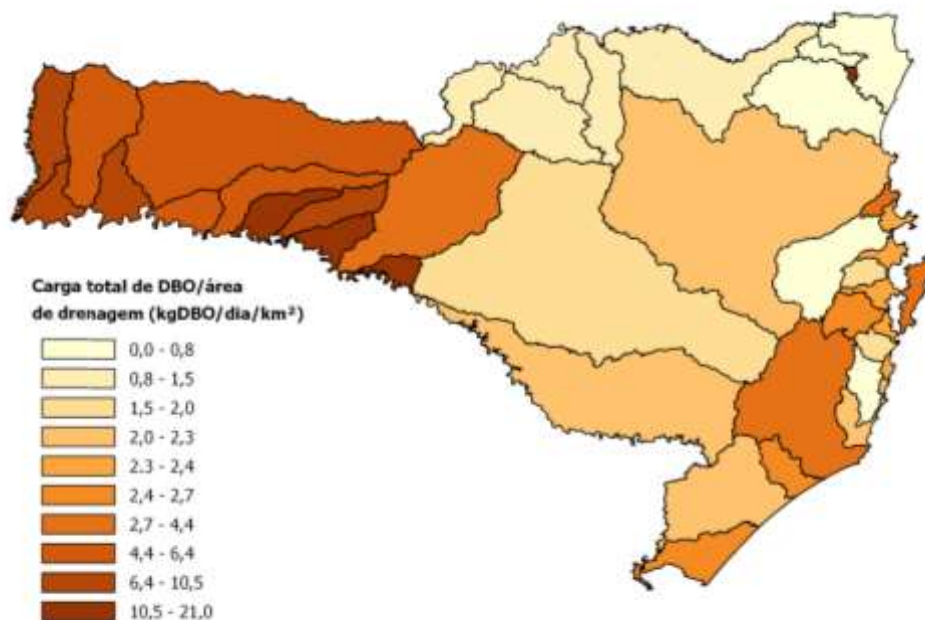 Carga total de DBO/área
de drenagem (kgDBO/dia/km²)
0,0 - 0,8
0,8 - 1,5
1,5 - 2,0
2,0 - 2,3
2.3 - 2,4
2,4 - 2,7
2,7 - 4,4
4,4 - 6,4
6,4 - 10,5
10,5 - 21,0